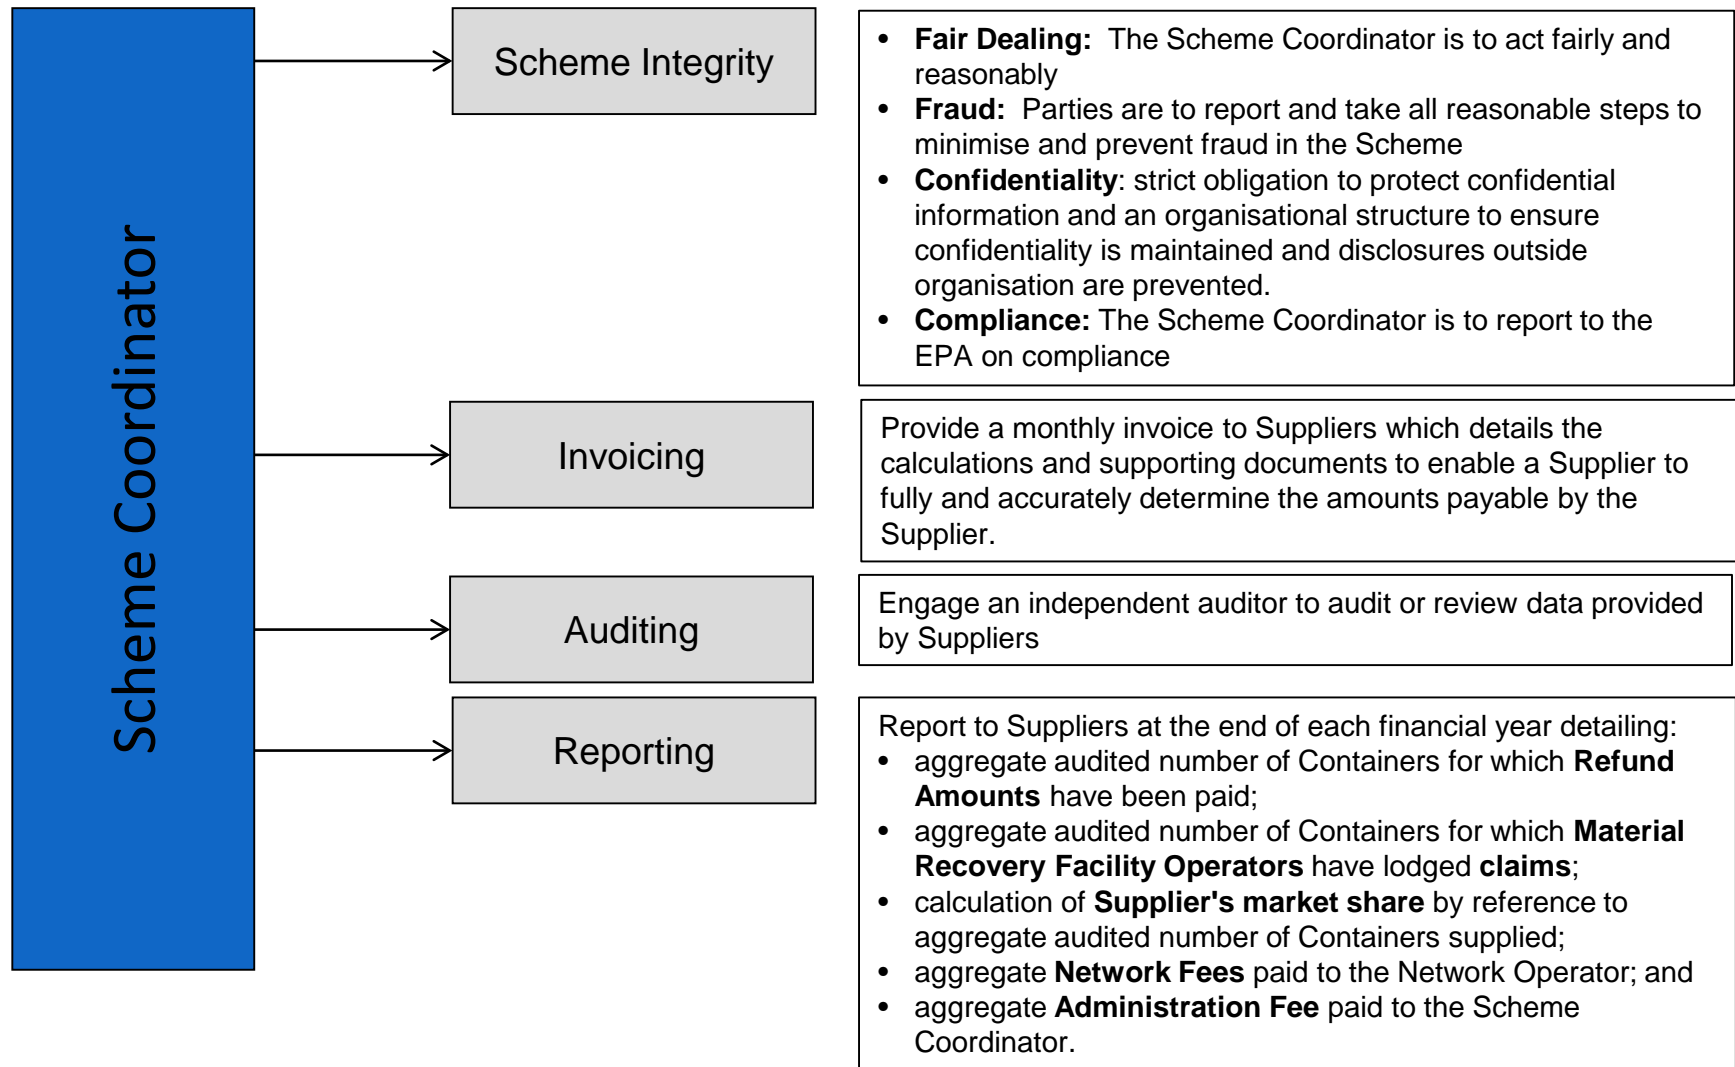 Scheme Coordinator
Scheme Integrity
• Fair Dealing:  The Scheme Coordinator is to act fairly and
reasonably
• Fraud:  Parties are to report and take all reasonable steps to
minimise and prevent fraud in the Scheme
• Confidentiality: strict obligation to protect confidential
information and an organisational structure to ensure
confidentiality is maintained and disclosures outside
organisation are prevented.
• Compliance: The Scheme Coordinator is to report to the
EPA on compliance
Invoicing
Provide a monthly invoice to Suppliers which details the
calculations and supporting documents to enable a Supplier to
fully and accurately determine the amounts payable by the
Supplier.
Auditing
Engage an independent auditor to audit or review data provided
by Suppliers
Reporting
Report to Suppliers at the end of each financial year detailing:
• aggregate audited number of Containers for which Refund
Amounts have been paid;
• aggregate audited number of Containers for which Material
Recovery Facility Operators have lodged claims;
• calculation of Supplier's market share by reference to
aggregate audited number of Containers supplied;
• aggregate Network Fees paid to the Network Operator; and
• aggregate Administration Fee paid to the Scheme
Coordinator.